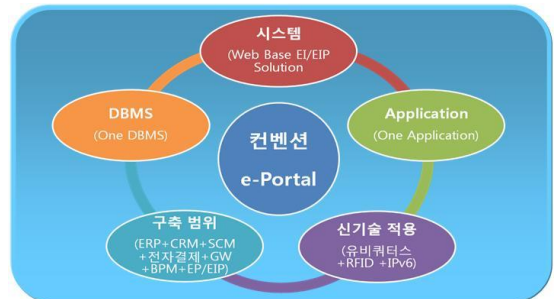 시스템
(Web Base EI/EIP
Solution
DBMS
(One DBMS)
Application
(One Application)
컨벤션
e-Portal
구축 범위
(ERP+CRM+SCM
+전자결제+GW
+BPM+EP/EIP)
신기술 적용
(유비쿼터스
+RFID +IPv6)